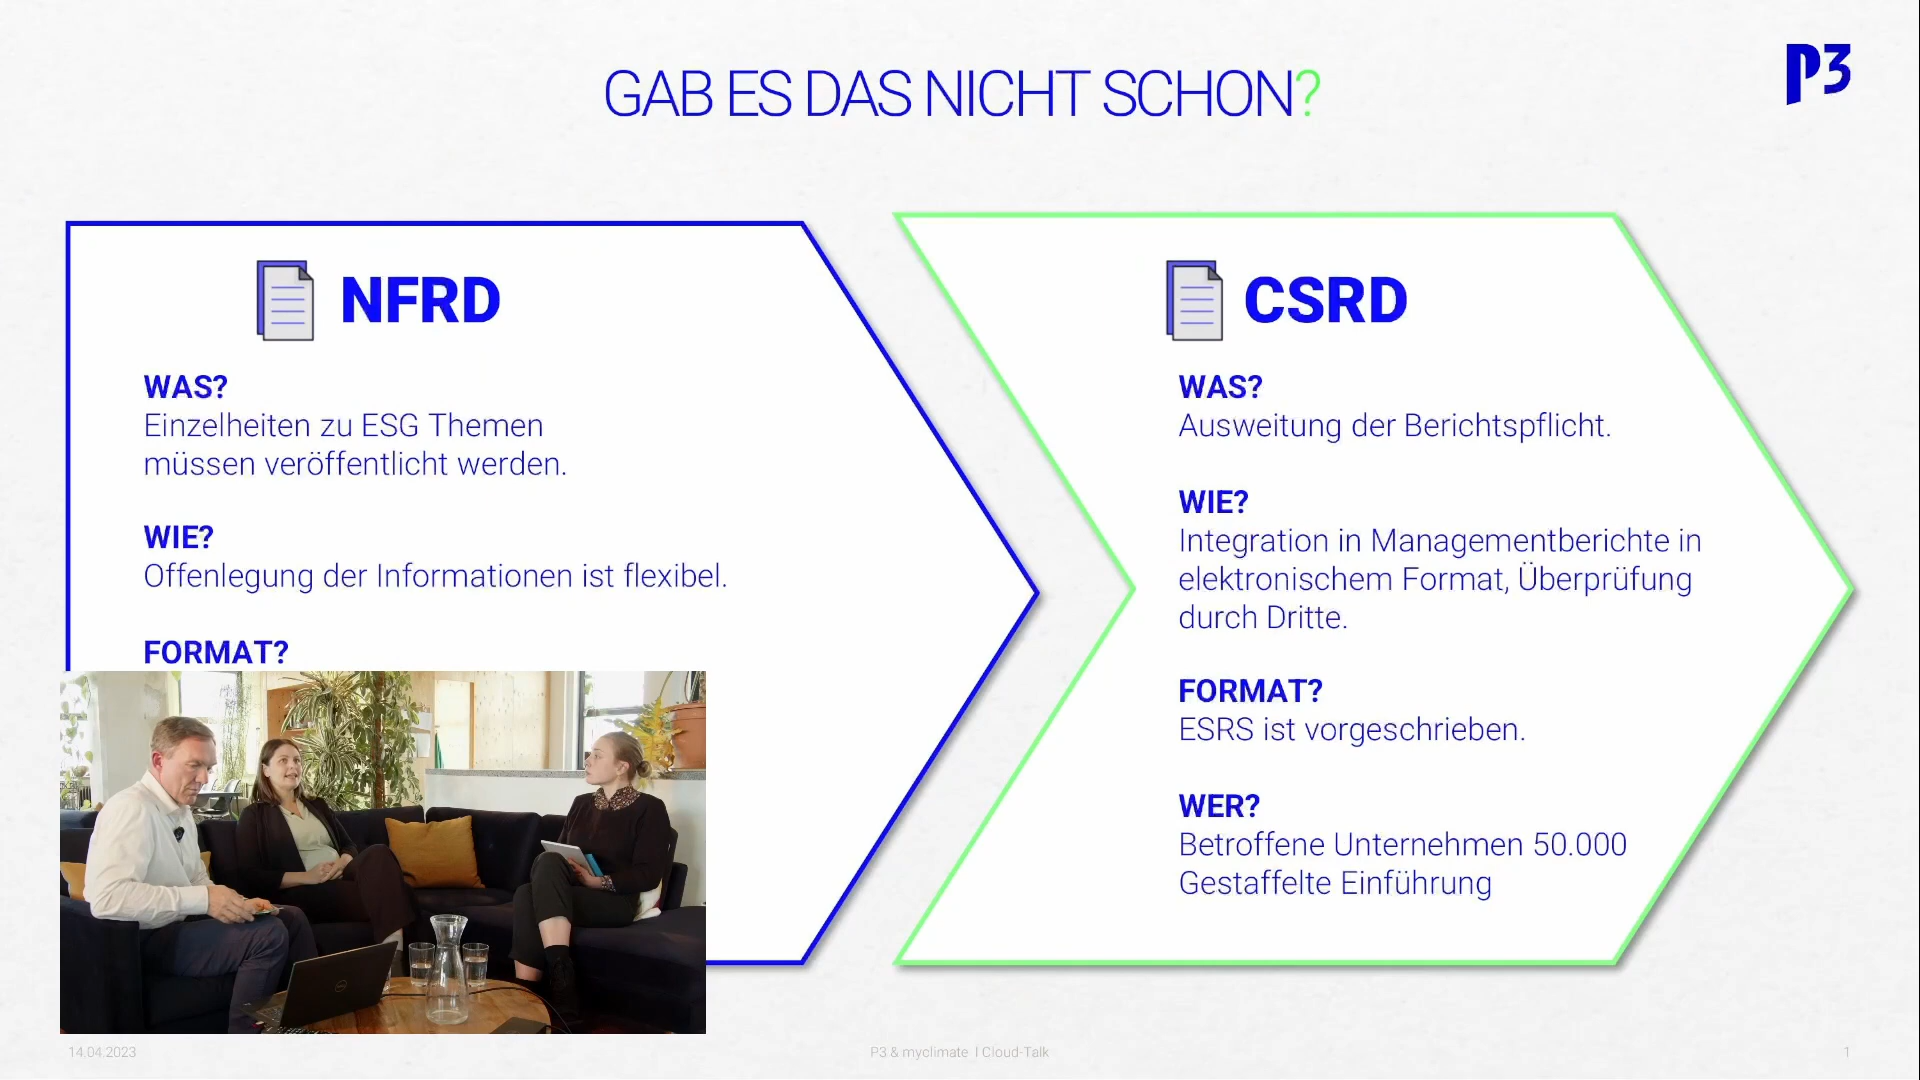 GAB ES DAS NICHT SCHON?
P3
NFRD
WAS?
Einzelheiten zu ESG Themen
müssen veröffentlicht werden.
WIE?
Offenlegung der Informationen ist flexibel.
FORMAT?
CSRD
WAS?
Ausweitung der Berichtspflicht.
WIE?
Integration in Managementberichte in
elektronischem Format, Überprüfung
durch Dritte.
FORMAT?
ESRS ist vorgeschrieben.
WER?
Betroffene Unternehmen 50.000
Gestaffelte Einführung
14.04.2023
P3 & myclimate I Cloud-Talk
1